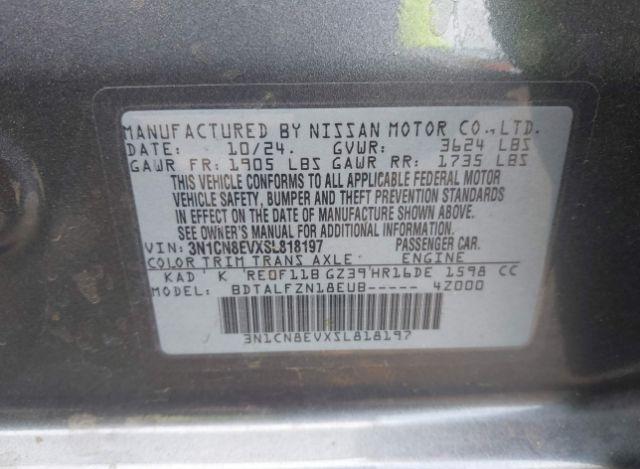 MANUFACTURED BY NISSAN MOTOR CO.,LTD.
DATE: 10/24. GVWR: 3624 LBS
GAWR FR: 1905 LBS GAWR RR: 1735 LBS
THIS VEHICLE CONFORMS TO ALL APPLICABLE FEDERAL MOTOR
VEHICLE SAFETY, BUMPER AND THEFT PREVENTION STANDARDS
IN EFFECT ON THE DATE OF MANUFACTURE SHOWN ABOVE.
SEE OWNER'S MANUAL FOR ADDITIONAL INFORMATION.
VIN: 3N1CN8EVXSL818197 PASSENGER CAR.
COLOR TRIM TRANS AXLE ENGINE
KAD K RE0F11B GZ39 HR16DE 1598 CC
MODEL: BDTALFZN18EUB----- 4Z000
3N1CN8EVXSL818197